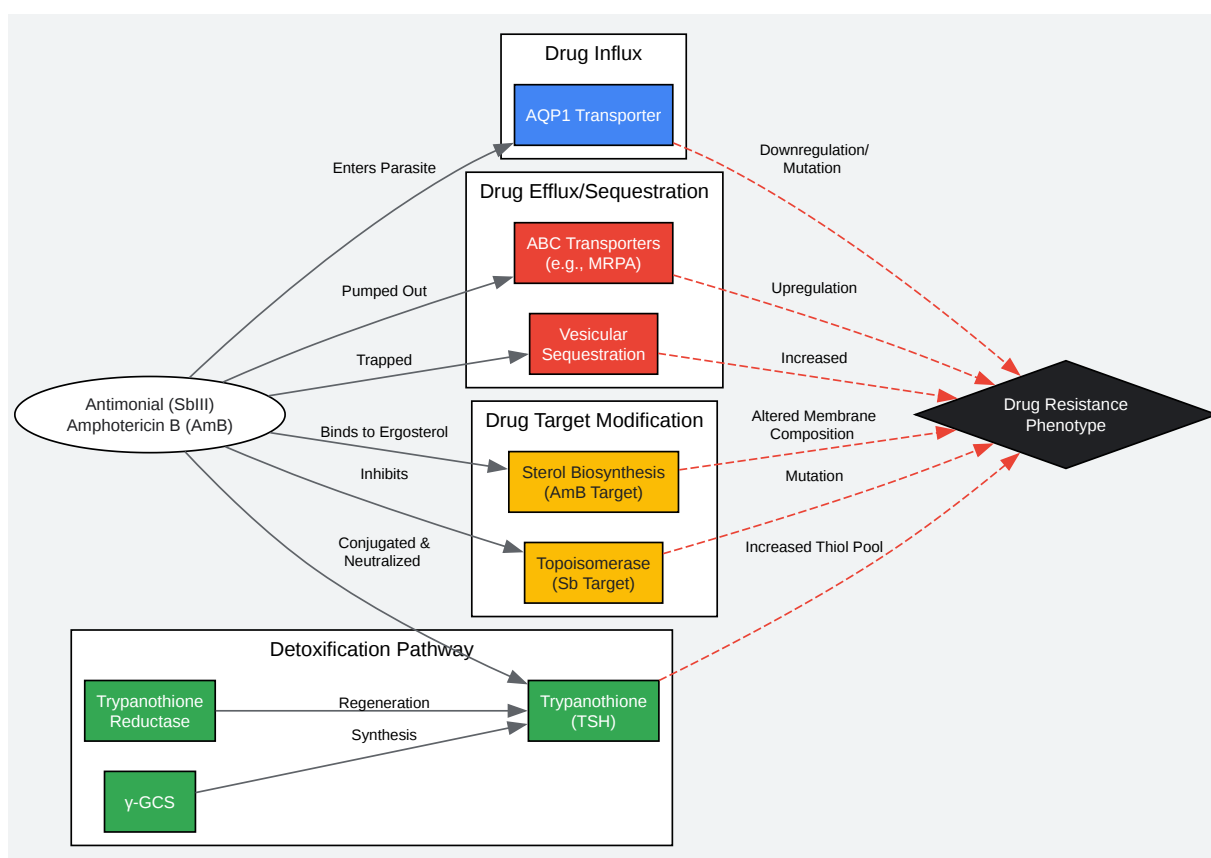 Drug Influx
AQP1 Transporter
Enters Parasite
Downregulation/
Mutation
Drug Efflux/Sequestration
ABC Transporters
(e.g., MRPA)
Pumped Out
Upregulation
Vesicular
Sequestration
Trapped
Increased
Antimonial (SbIII)
Amphotericin B (AmB)
Drug Resistance
Phenotype
Drug Target Modification
Binds to Ergosterol
Altered Membrane
Composition
Sterol Biosynthesis
(AmB Target)
Inhibits
Mutation
Topoisomerase
(Sb Target)
Conjugated &
Neutralized
Increased Thiol Pool
Detoxification Pathway
Trypanothione
Reductase
Regeneration
Trypanothione
(TSH)
Synthesis
γ-GCS